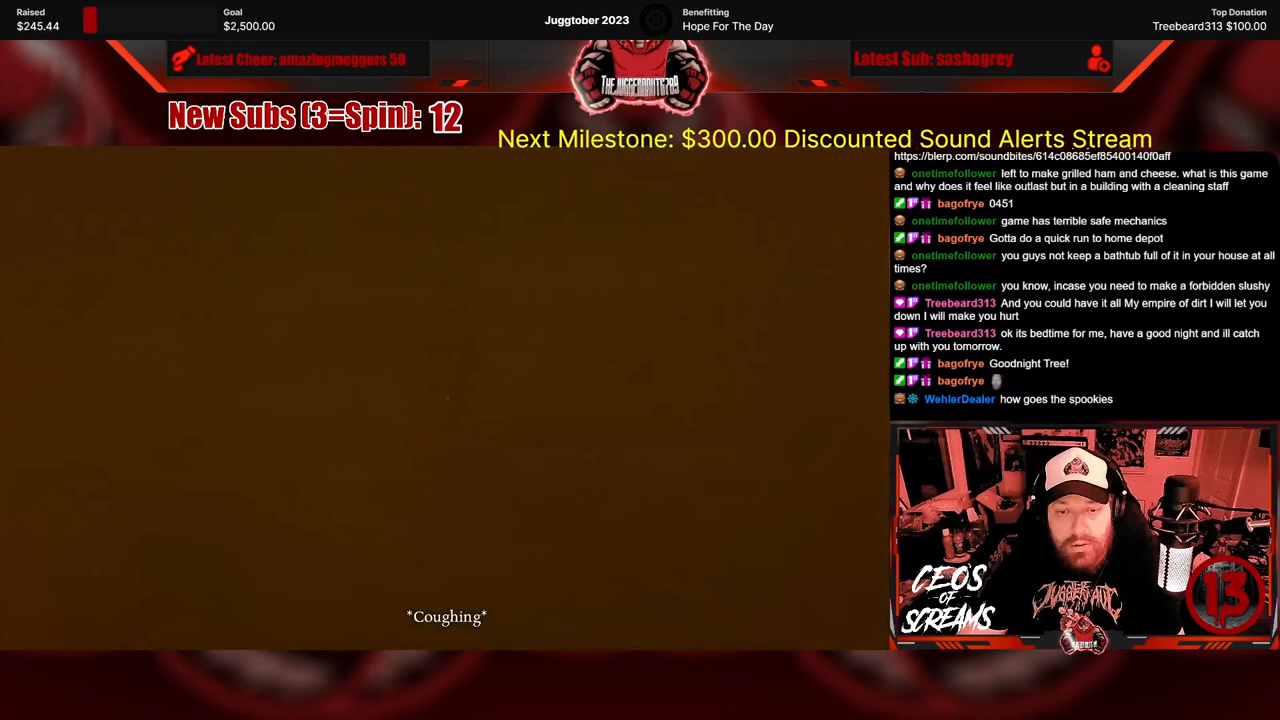 Raised
$245.44
Goal
$2,500.00
Juggtober 2023
Benefitting
Hope For The Day
Top Donation
Treebeard313 $100.00
Latest Cheer: amazingmeggers 50
THEJUGGERNAUT6789
Latest Sub: sashagrey
New Subs (3=Spin): 12
Next Milestone: $300.00 Discounted Sound Alerts Stream
https://blerp.com/soundbites/614c08685ef85400140f0aff
onetimefollower left to make grilled ham and cheese. what is this game
and why does it feel like outlast but in a building with a cleaning staff
bagofrye 0451
onetimefollower game has terrible safe mechanics
bagofrye Gotta do a quick run to home depot
onetimefollower you guys not keep a bathtub full of it in your house at all
times?
onetimefollower you know, incase you need to make a forbidden slushy
Treebeard313 And you could have it all My empire of dirt I will let you
down I will make you hurt
Treebeard313 ok its bedtime for me, have a good night and ill catch
up with you tomorrow.
bagofrye Goodnight Tree!
bagofrye
WehlerDealer how goes the spookies
CEO'S
OF
SCREAMS
THE
JUGGERNAUT
13
*Coughing*